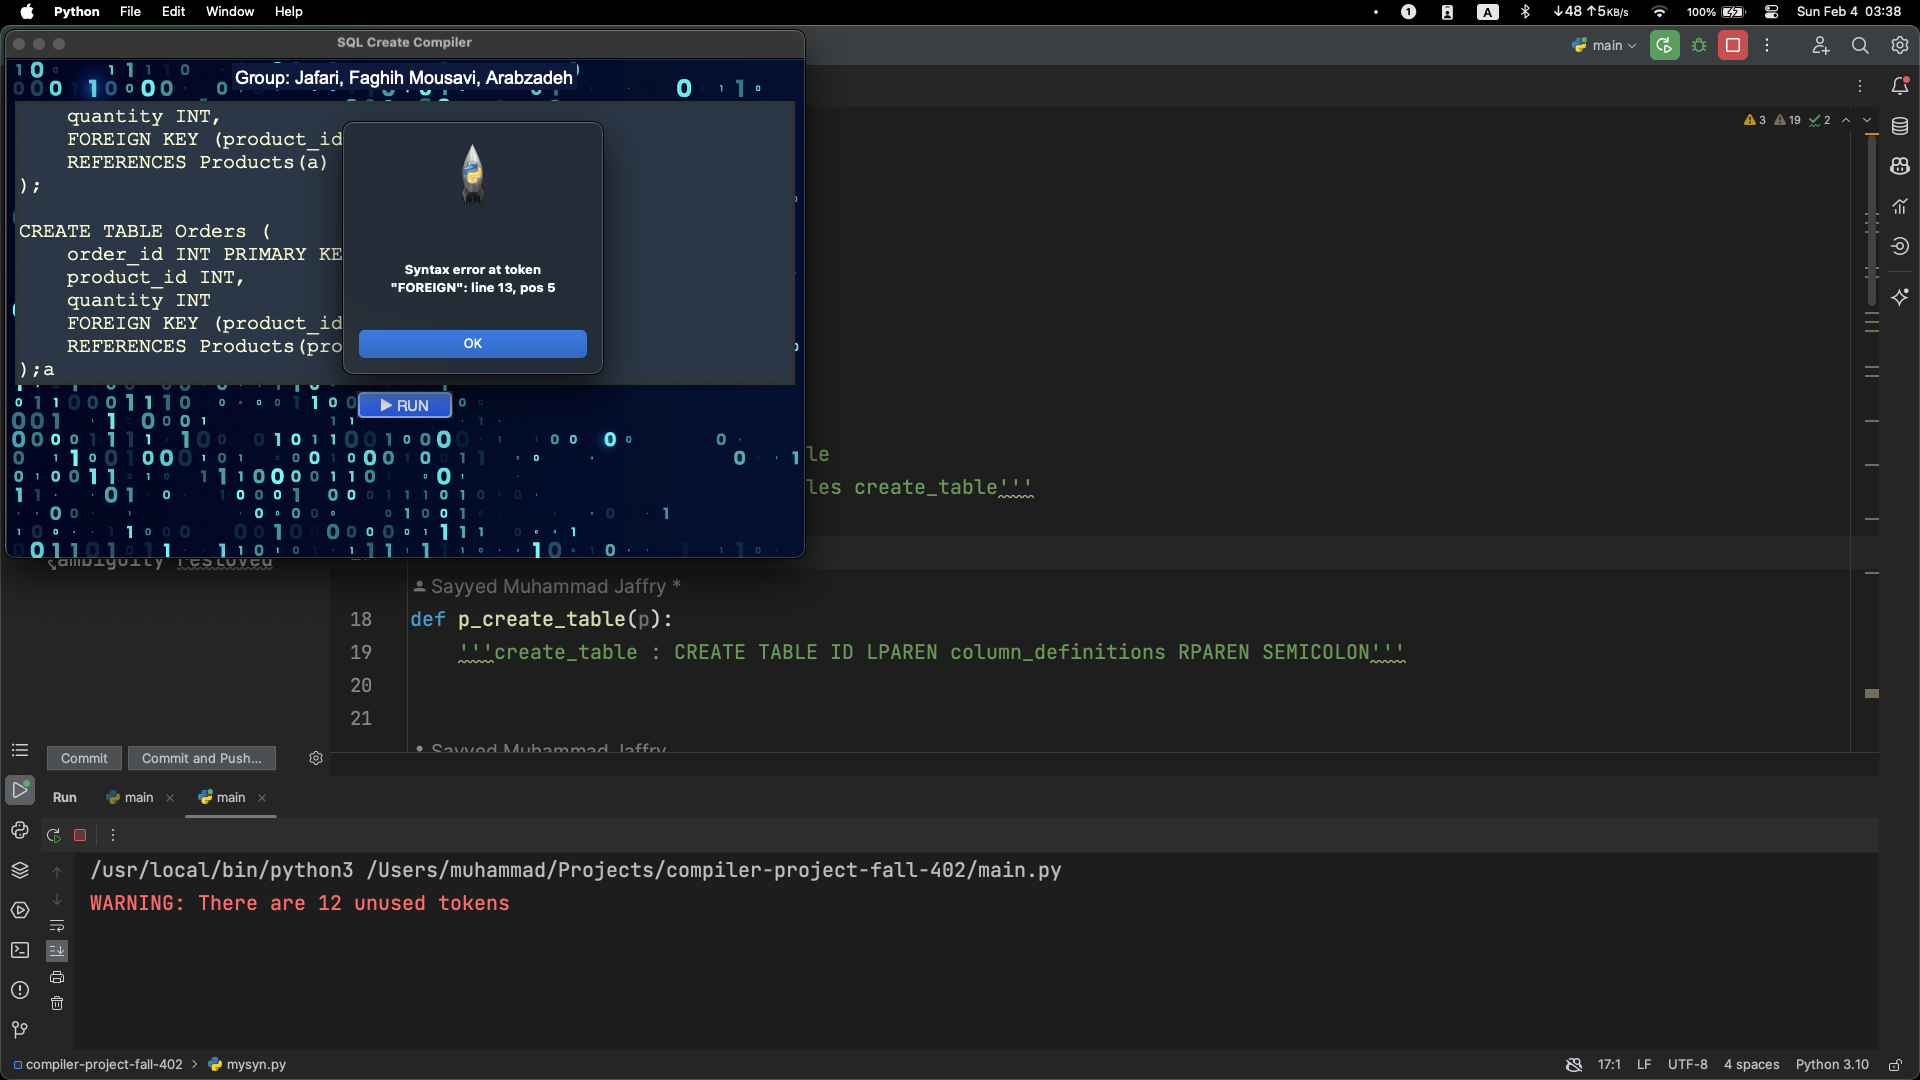 Python File Edit Window Help
1 A ↓48 ↑5KB/s 100% Sun Feb 4 03:38
SQL Create Compiler
main
Group: Jafari, Faghih Mousavi, Arabzadeh
quantity INT,
FOREIGN KEY (product_id
REFERENCES Products(a)
);
CREATE TABLE Orders (
order_id INT PRIMARY KE
product_id INT,
quantity INT
FOREIGN KEY (product_id
REFERENCES Products(pro
);a
Syntax error at token
"FOREIGN": line 13, pos 5
OK
▶ RUN
3 19 2
le
les create_table'''
ambiguity restoved
Sayyed Muhammad Jaffry *
18 def p_create_table(p):
19 '''create_table : CREATE TABLE ID LPAREN column_definitions RPAREN SEMICOLON'''
20
21
Sayyed Muhammad Jaffry
Commit Commit and Push...
Run main × main ×
/usr/local/bin/python3 /Users/muhammad/Projects/compiler-project-fall-402/main.py
WARNING: There are 12 unused tokens
compiler-project-fall-402 > mysyn.py
17:1 LF UTF-8 4 spaces Python 3.10